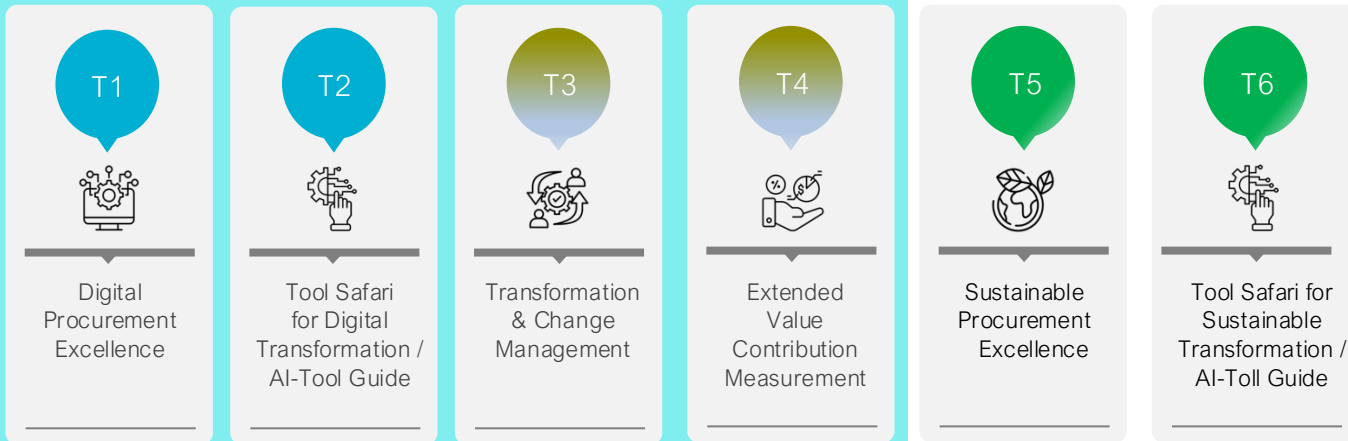 T1
Digital
Procurement
Excellence
T2
Tool Safari
for Digital
Transformation /
AI-Tool Guide
T3
Transformation
& Change
Management
T4
%
$
Extended
Value
Contribution
Measurement
T5
Sustainable
Procurement
Excellence
T6
Tool Safari for
Sustainable
Transformation /
AI-Toll Guide